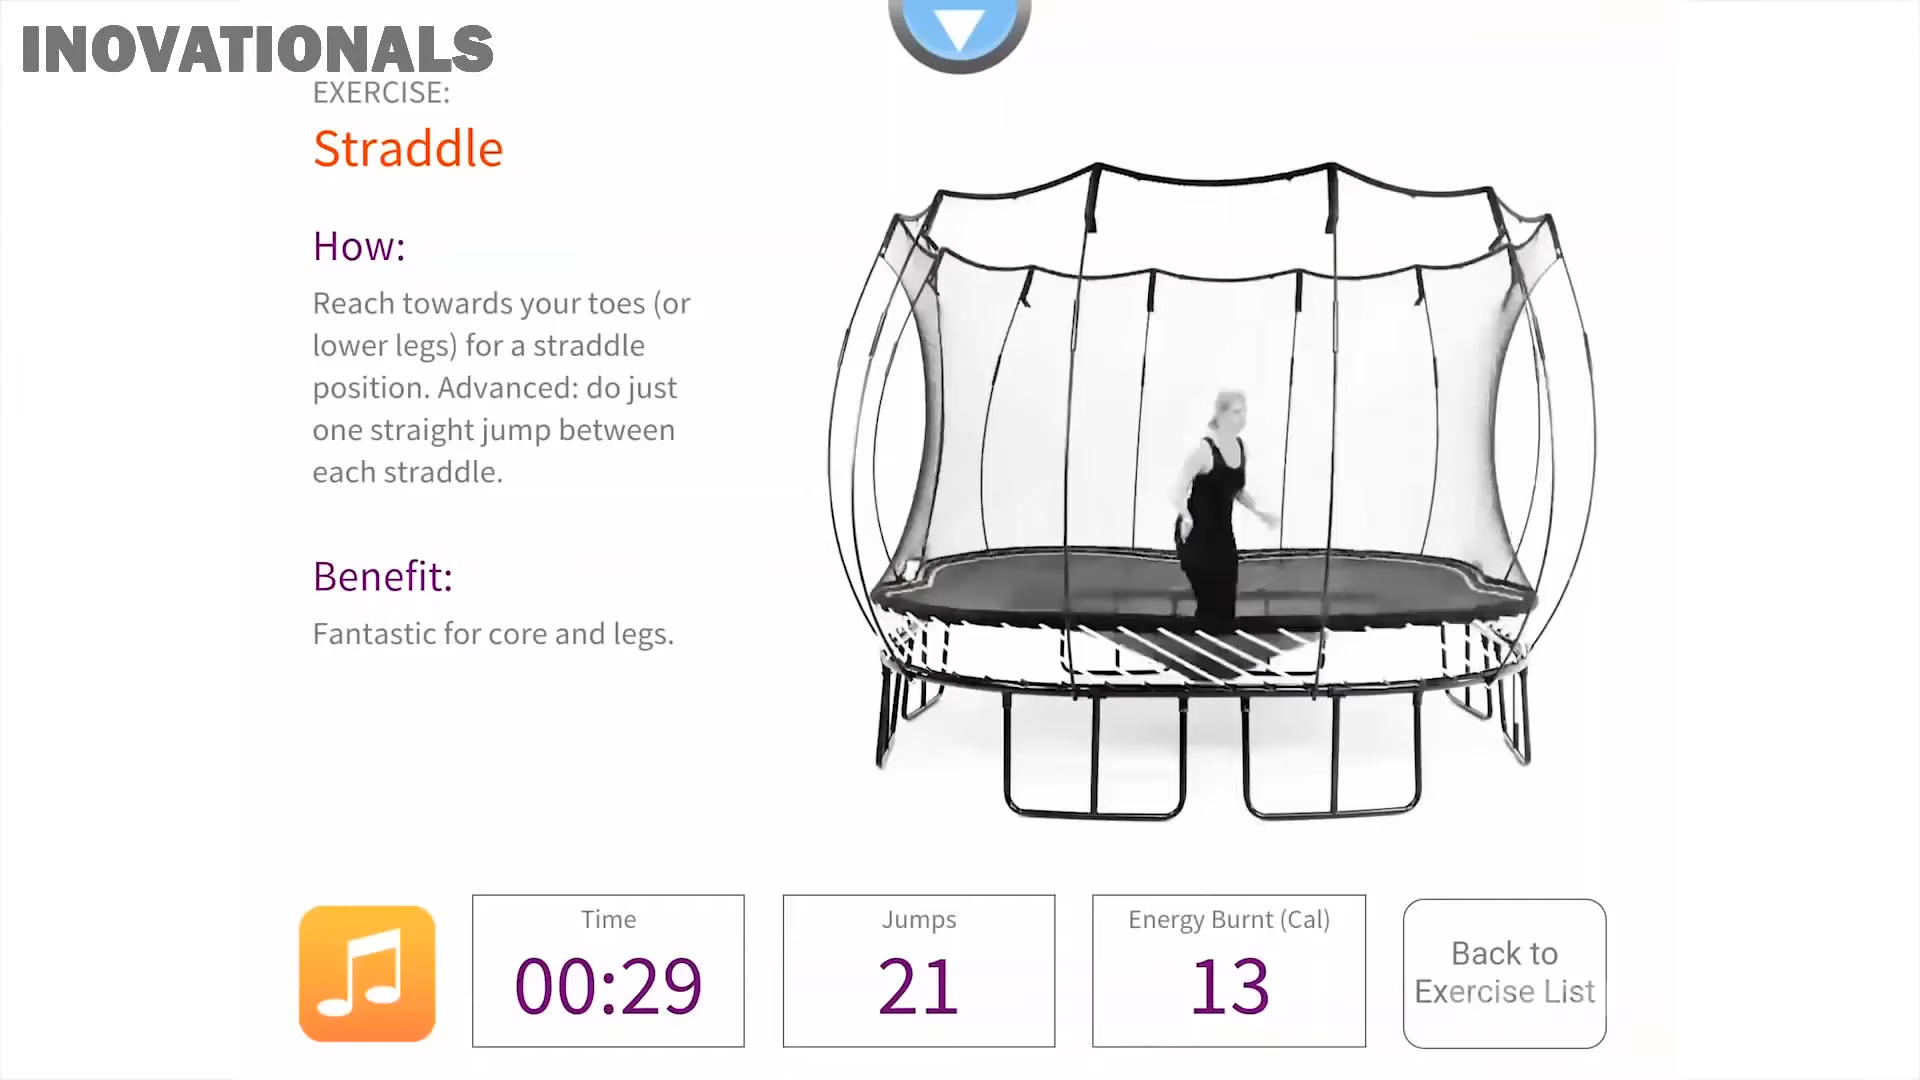 INOVATIONALS
EXERCISE:
Straddle
How:
Reach towards your toes (or
lower legs) for a straddle
position. Advanced: do just
one straight jump between
each straddle.
Benefit:
Fantastic for core and legs.
Time
00:29
Jumps
21
Energy Burnt (Cal)
13
Back to
Exercise List